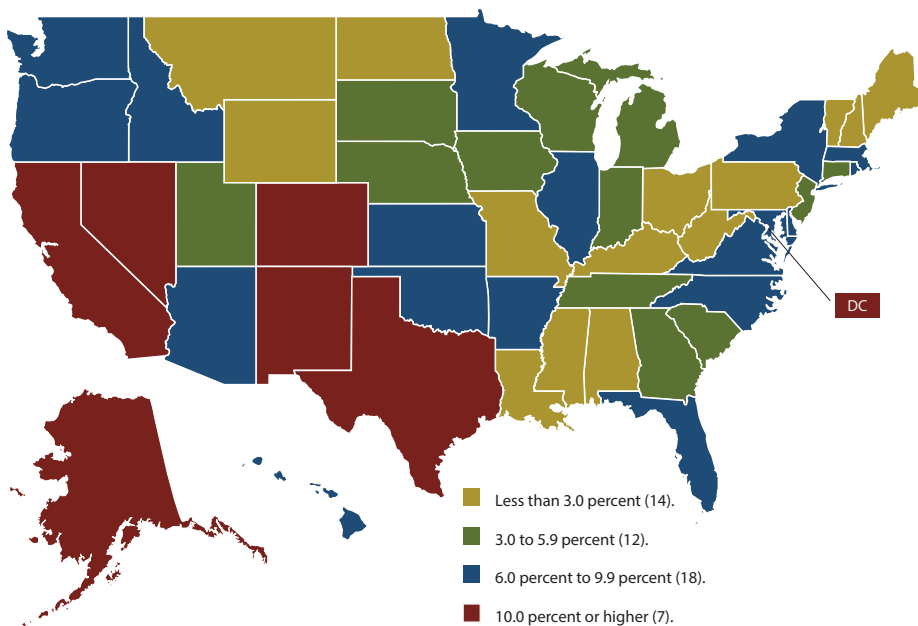 DC
Less than 3.0 percent (14).
3.0 to 5.9 percent (12).
6.0 percent to 9.9 percent (18).
10.0 percent or higher (7).